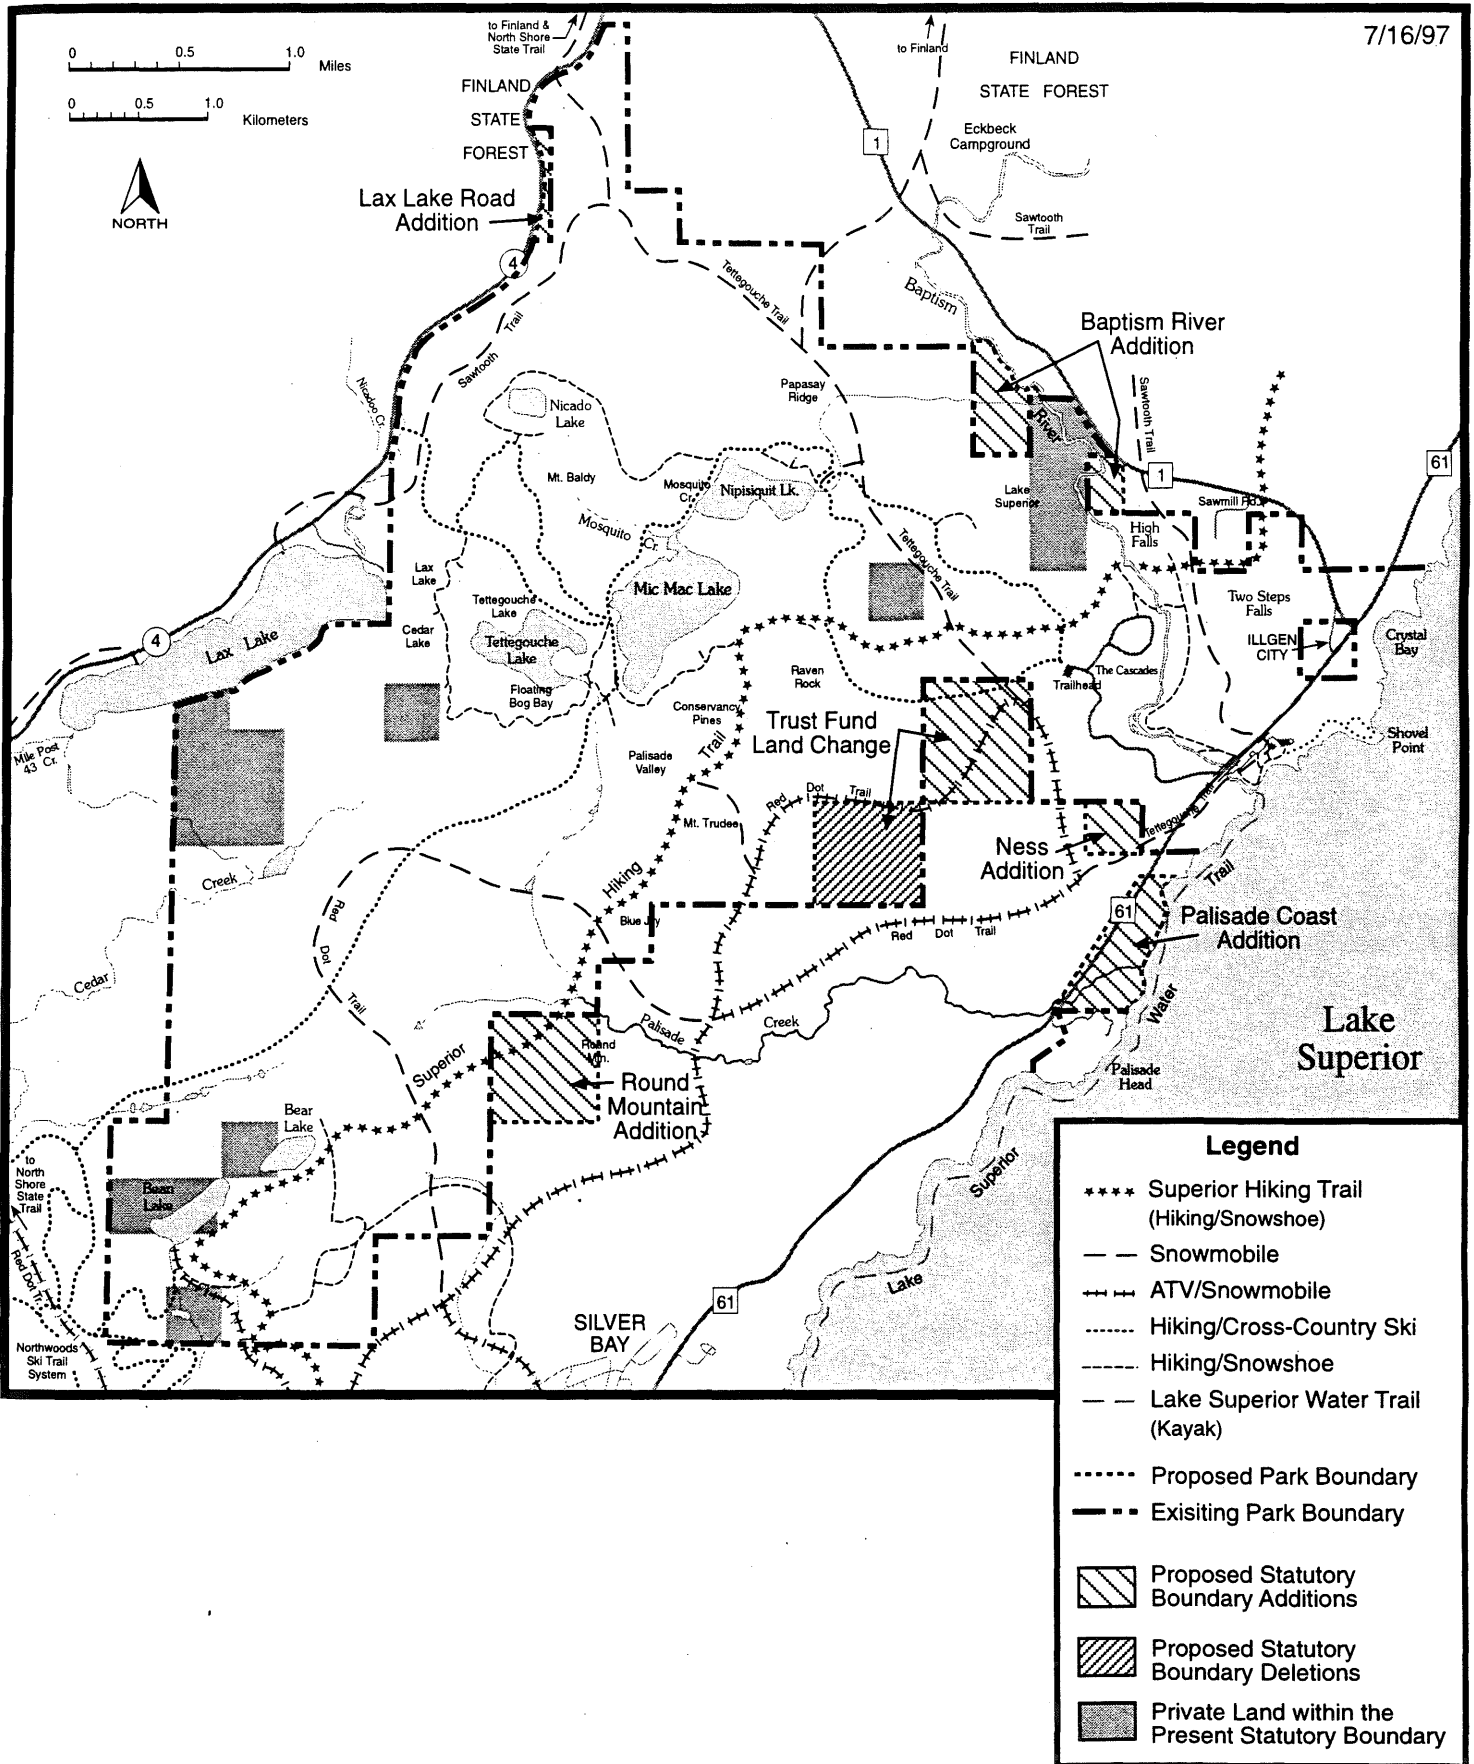 7/16/97
0 0.5 1.0
Miles
0 0.5 1.0
Kilometers
NORTH
to Finland &
North Shore
State Trail
FINLAND
STATE
FOREST
to Finland
FINLAND
STATE FOREST
Eckbeck
Campground
1
Lax Lake Road
Addition
4
Sawtooth
Trail
Tettegouche Trail
Baptism
River
Baptism River
Addition
Sawtooth Trail
Nicadoo Cr.
Sawtooth
Trail
Nicado
Lake
Papasay
Ridge
Mt. Baldy
Mosquito
Cr.
Nipisiquit Lk.
Mosquito
Cr.
Lake
Superior
1
Sawmill Rd.
61
High
Falls
Lax
Lake
Tettegouche
Lake
Mic Mac Lake
Tettegouche Trail
Two Steps
Falls
ILLGEN
CITY
Crystal
Bay
4
Lax Lake
Cedar
Lake
Tettegouche
Lake
Floating
Bog Bay
Raven
Rock
The Cascades
Trailhead
Conservancy
Pines
Trust Fund
Land Change
Shovel
Point
Mile Post
43 Cr.
Palisade
Valley
Trail
Red Dot Trail
Mt. Trudee
Tettegouche Trail
Ness
Addition
Creek
Hiking
Trail
Red
Dot
Trail
Blue Jay
Red Dot Trail
61
Palisade Coast
Addition
Cedar
Water
Palisade
Creek
Lake
Superior
Superior
Round
Mtn.
Round
Mountain
Addition
Palisade
Head
Bear
Lake
to
North
Shore
State
Trail
Bean
Lake
Superior
Red Dot Tr.
Lake
61
SILVER
BAY
Northwoods
Ski Trail
System
Legend
Superior Hiking Trail
(Hiking/Snowshoe)
Snowmobile
ATV/Snowmobile
Hiking/Cross-Country Ski
Hiking/Snowshoe
Lake Superior Water Trail
(Kayak)
Proposed Park Boundary
Exisiting Park Boundary
Proposed Statutory
Boundary Additions
Proposed Statutory
Boundary Deletions
Private Land within the
Present Statutory Boundary